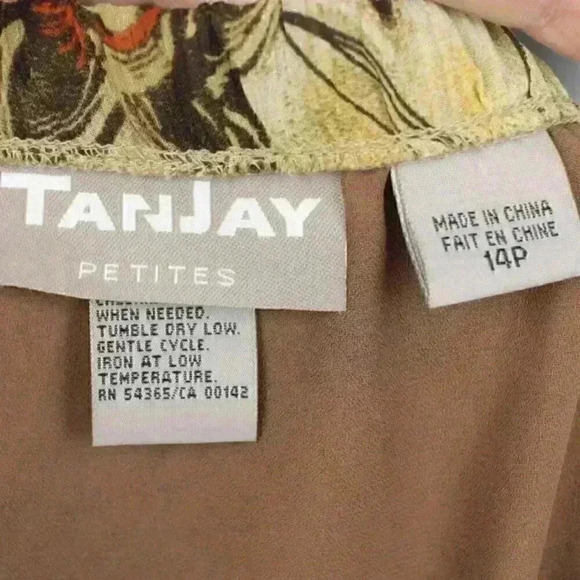 TANJAY
PETITES
WHEN NEEDED.
TUMBLE DRY LOW.
GENTLE CYCLE.
IRON AT LOW
TEMPERATURE.
RN 54365/CA 00142
MADE IN CHINA
FAIT EN CHINE
14P